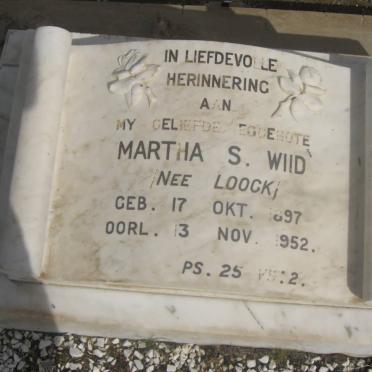 IN LIEFDEVOLLE
HERINNERING
AAN
MY GELIEFDE EGGENOTE
MARTHA S. WIID
(NEE LOOCK)
GEB. 17 OKT. 1897
OORL. 13 NOV. 1952.
PS. 25 VS. 2.